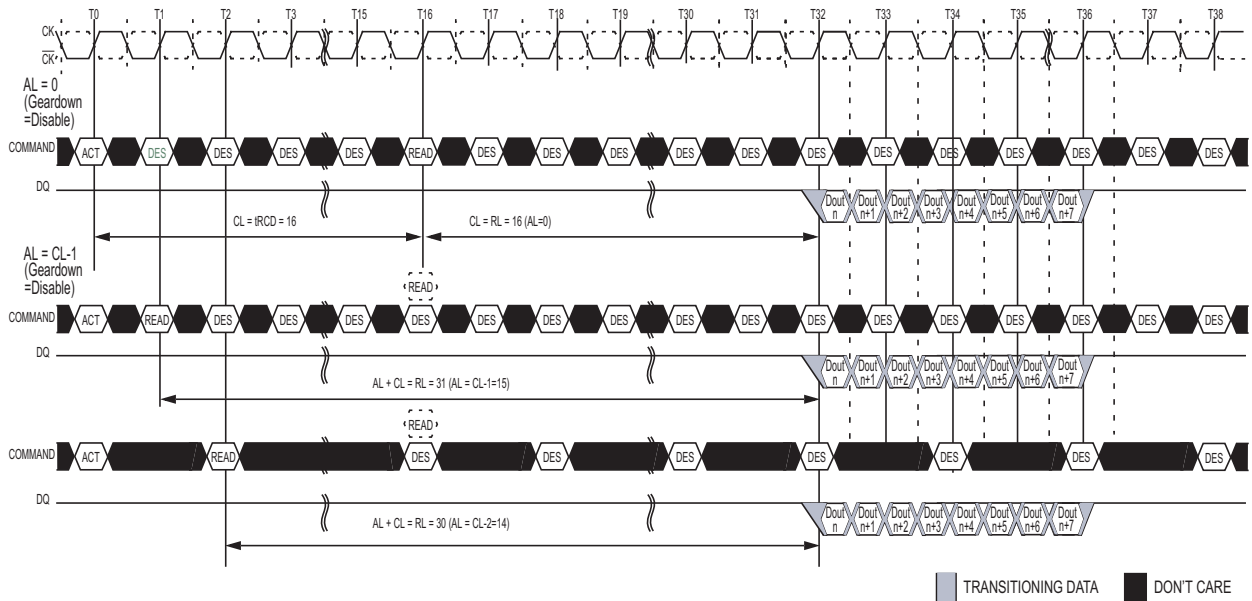 T0 T1 T2 T3 T15 T16 T17 T18 T19 T30 T31 T32 T33 T34 T35 T36 T37 T38
CK
CK
AL = 0
(Geardown
=Disable)
COMMAND ACT DES DES DES DES READ DES DES DES DES DES DES DES DES DES DES DES DES
DQ
Dout n Dout n+1 Dout n+2 Dout n+3 Dout n+4 Dout n+5 Dout n+6 Dout n+7
CL = tRCD = 16 CL = RL = 16 (AL=0)
AL = CL-1
(Geardown
=Disable)
READ
COMMAND ACT READ DES DES DES DES DES DES DES DES DES DES DES DES DES DES DES DES
DQ
Dout n Dout n+1 Dout n+2 Dout n+3 Dout n+4 Dout n+5 Dout n+6 Dout n+7
AL + CL = RL = 31 (AL = CL-1=15)
READ
COMMAND ACT READ DES DES DES DES DES DES DES
DQ
Dout n Dout n+1 Dout n+2 Dout n+3 Dout n+4 Dout n+5 Dout n+6 Dout n+7
AL + CL = RL = 30 (AL = CL-2=14)
TRANSITIONING DATA DON'T CARE